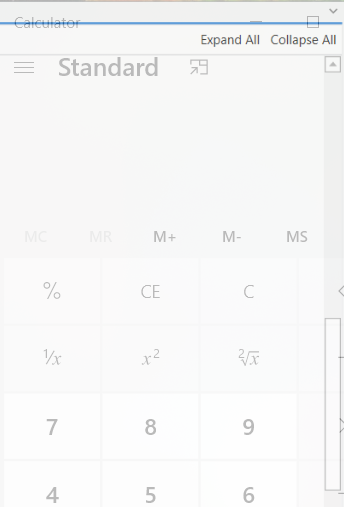 Calculator
Expand All Collapse All
Standard
MC MR M+ M- MS
% CE C
¹/x x² ²√x
7 8 9
4 5 6